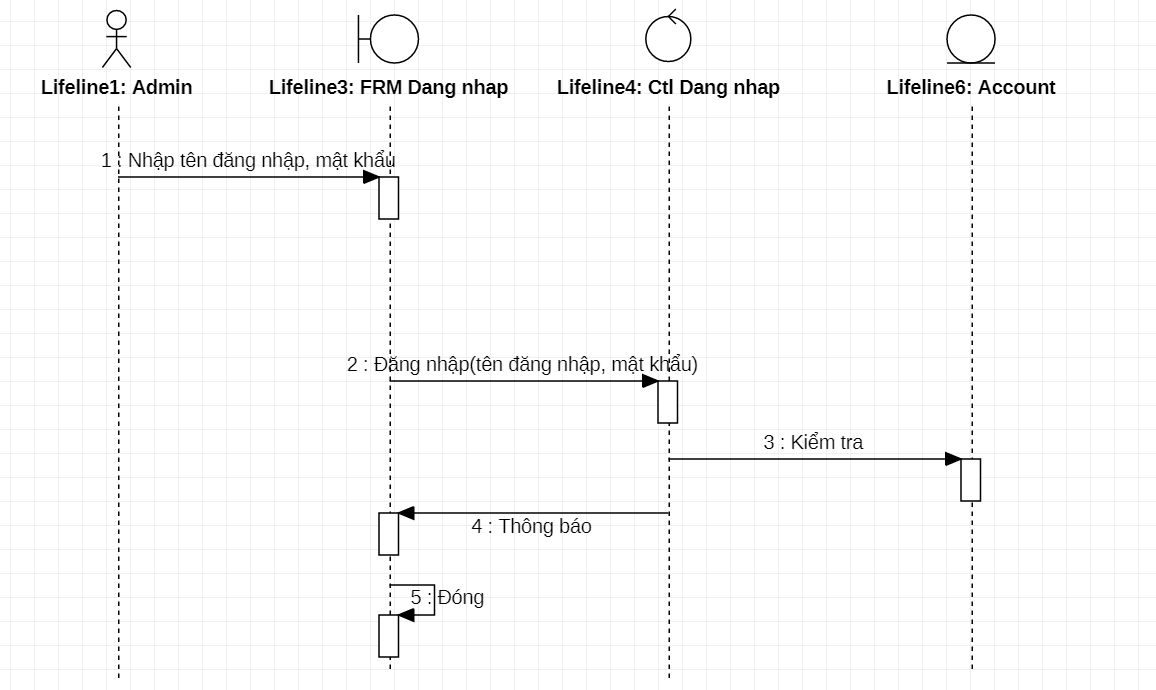 Lifeline1: Admin
Lifeline3: FRM Dang nhap
Lifeline4: Ctl Dang nhap
Lifeline6: Account
1 : Nhập tên đăng nhập, mật khẩu
2 : Đăng nhập(tên đăng nhập, mật khẩu)
3 : Kiểm tra
4 : Thông báo
5 : Đóng